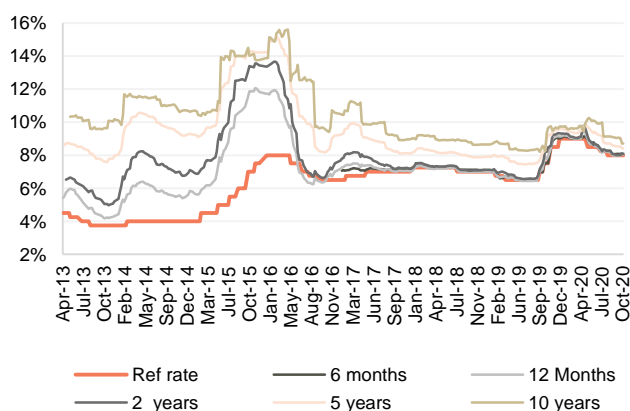 16%
14%
12%
10%
8%
6%
4%
2%
Apr-13
Jul-13
Oct-13
Feb-14
May-14
Sep-14
Dec-14
Mar-15
Jul-15
Oct-15
Jan-16
May-16
Aug-16
Nov-16
Mar-17
Jun-17
Sep-17
Jan-18
Apr-18
Jul-18
Nov-18
Feb-19
Jun-19
Sep-19
Dec-19
Apr-20
Jul-20
Oct-20
Ref rate
6 months
12 Months
2 years
5 years
10 years